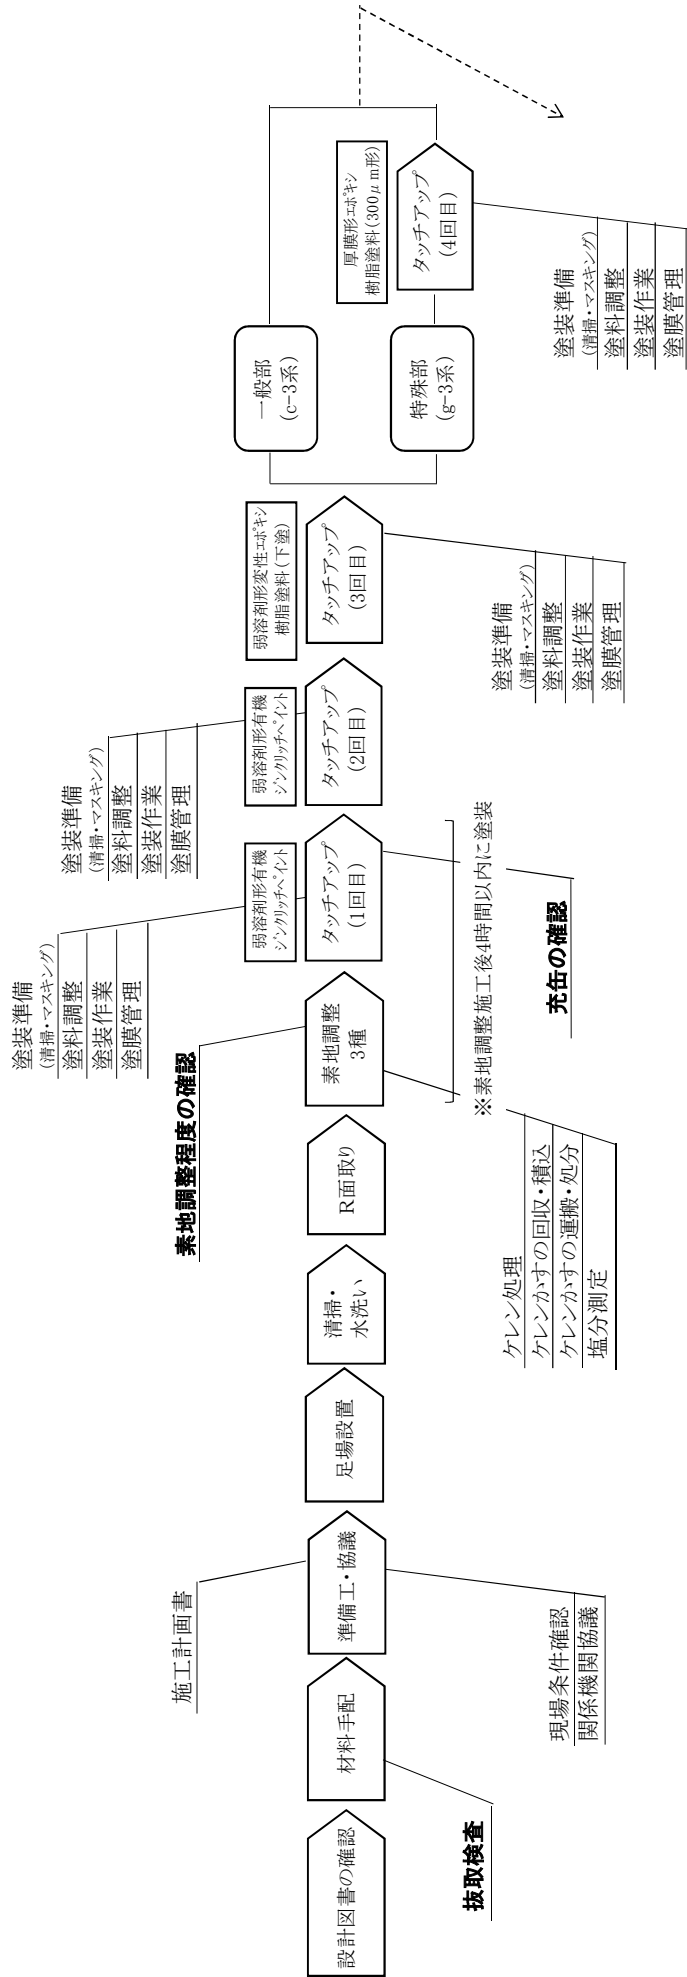 設計図書の確認
材料手配
抜取検査
準備工・協議
施工計画書
現場条件確認
関係機関協議
足場設置
清掃・
水洗い
R面取り
素地調整
3種
素地調整程度の確認
ケレン処理
ケレンかすの回収・積込
ケレンかすの運搬・処分
塩分測定
※素地調整施工後4時間以内に塗装
弱溶剤形有機
ジンクリッチペイント
タッチアップ
(1回目)
塗装準備
(清掃・マスキング)
塗料調整
塗装作業
塗膜管理
充缶の確認
弱溶剤形有機
ジンクリッチペイント
タッチアップ
(2回目)
塗装準備
(清掃・マスキング)
塗料調整
塗装作業
塗膜管理
弱溶剤形変性エポキシ
樹脂塗料(下塗)
タッチアップ
(3回目)
塗装準備
(清掃・マスキング)
塗料調整
塗装作業
塗膜管理
一般部
(c-3系)
特殊部
(g-3系)
厚膜形エポキシ
樹脂塗料(300μm形)
タッチアップ
(4回目)
塗装準備
(清掃・マスキング)
塗料調整
塗装作業
塗膜管理